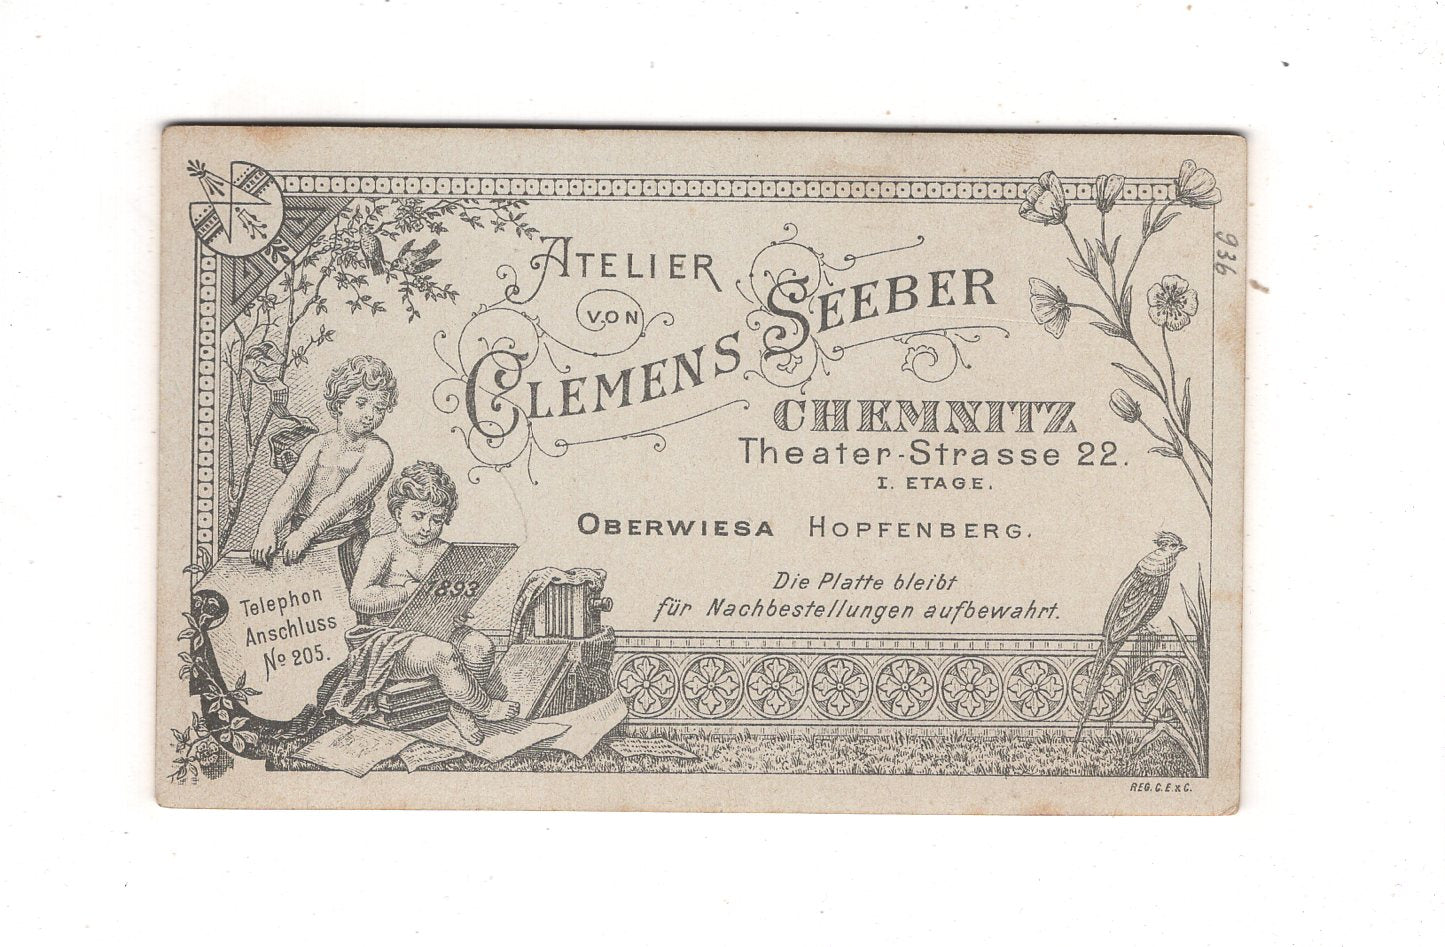 ATELIER
VON
CLEMENS SEEBER
CHEMNITZ
Theater-Strasse 22.
I. ETAGE.
OBERWIESA HOPFENBERG.
Die Platte bleibt
für Nachbestellungen aufbewahrt.
Telephon
Anschluss
No 205.
1893
REG. C. E. & C.
936